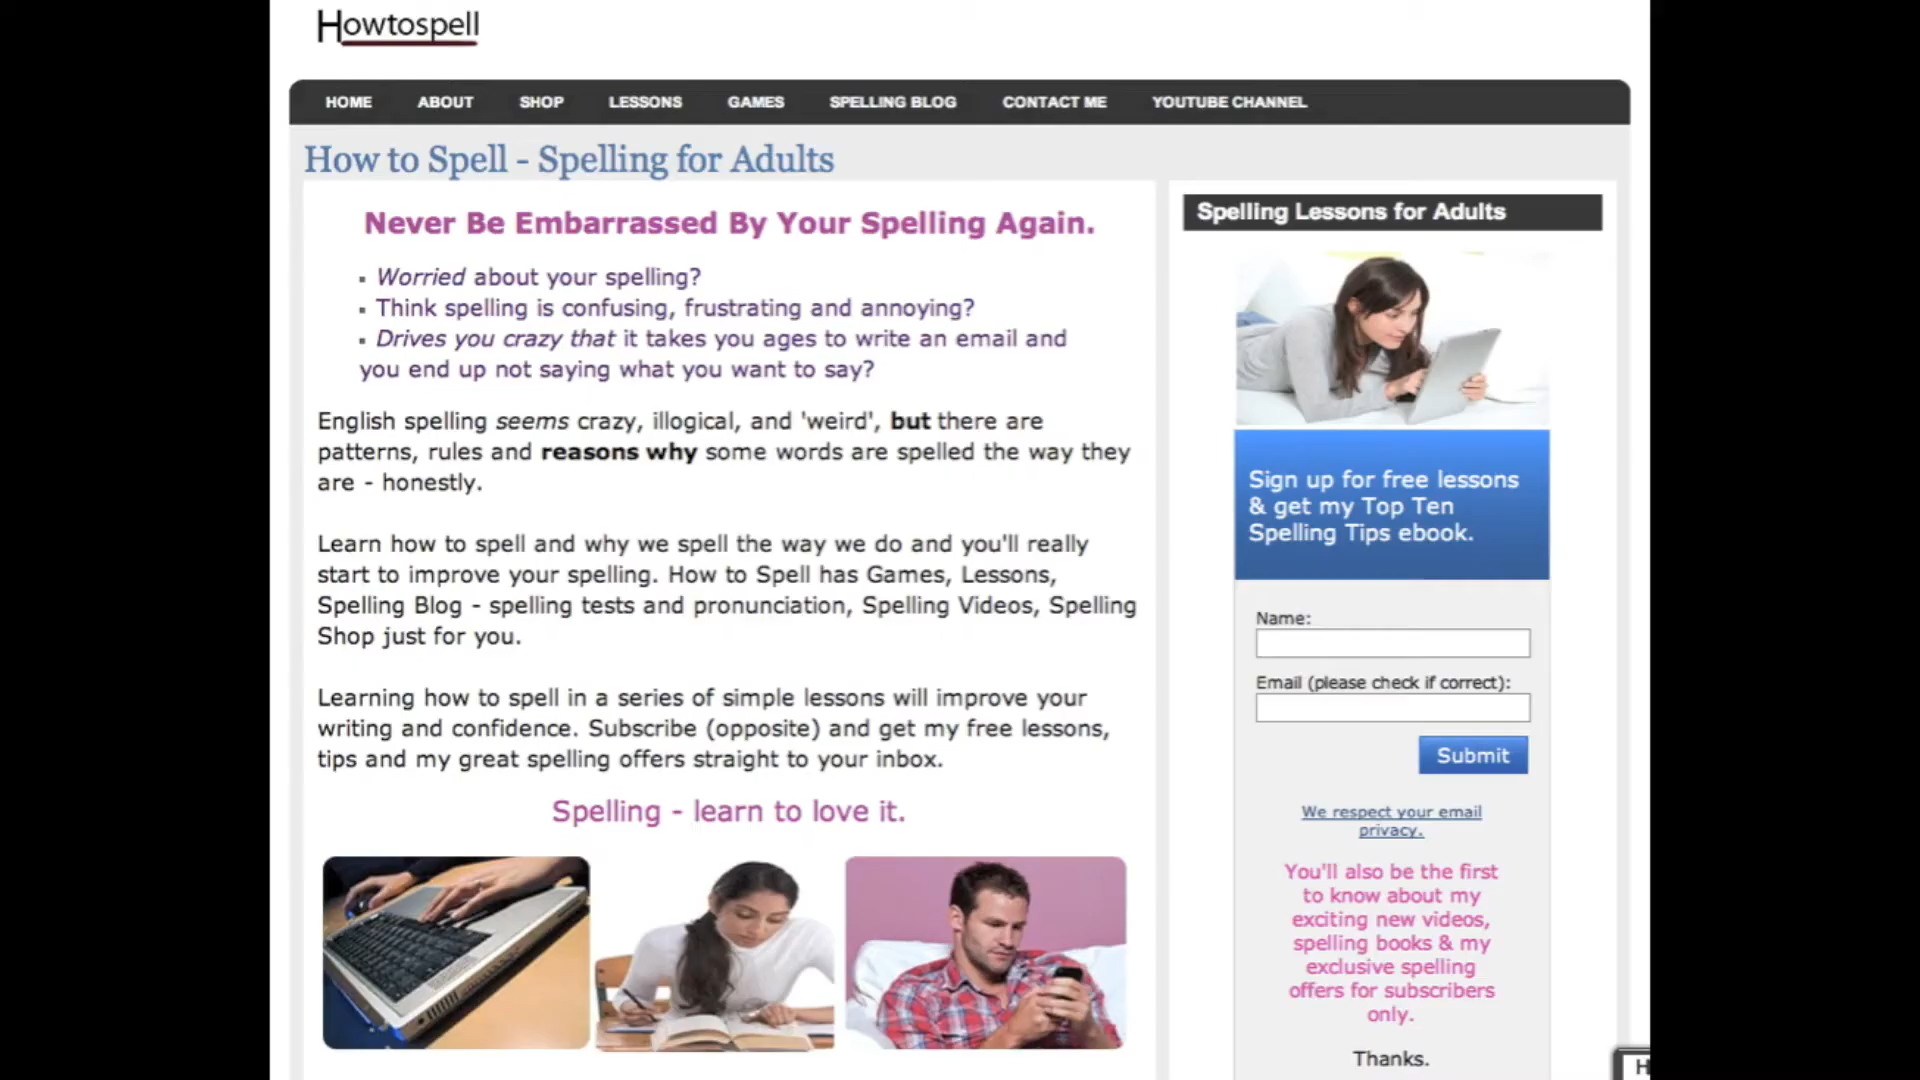 Howtospell
HOME ABOUT SHOP LESSONS GAMES SPELLING BLOG CONTACT ME YOUTUBE CHANNEL
How to Spell - Spelling for Adults
Never Be Embarrassed By Your Spelling Again.
▪ Worried about your spelling?
▪ Think spelling is confusing, frustrating and annoying?
▪ Drives you crazy that it takes you ages to write an email and
you end up not saying what you want to say?
English spelling seems crazy, illogical, and 'weird', but there are
patterns, rules and reasons why some words are spelled the way they
are - honestly.
Learn how to spell and why we spell the way we do and you'll really
start to improve your spelling. How to Spell has Games, Lessons,
Spelling Blog - spelling tests and pronunciation, Spelling Videos, Spelling
Shop just for you.
Learning how to spell in a series of simple lessons will improve your
writing and confidence. Subscribe (opposite) and get my free lessons,
tips and my great spelling offers straight to your inbox.
Spelling - learn to love it.
Spelling Lessons for Adults
Sign up for free lessons
& get my Top Ten
Spelling Tips ebook.
Name:
Email (please check if correct):
Submit
We respect your email
privacy.
You'll also be the first
to know about my
exciting new videos,
spelling books & my
exclusive spelling
offers for subscribers
only.
Thanks.